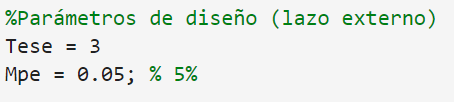 %Parámetros de diseño (lazo externo)
Tese = 3
Mpe = 0.05; % 5%